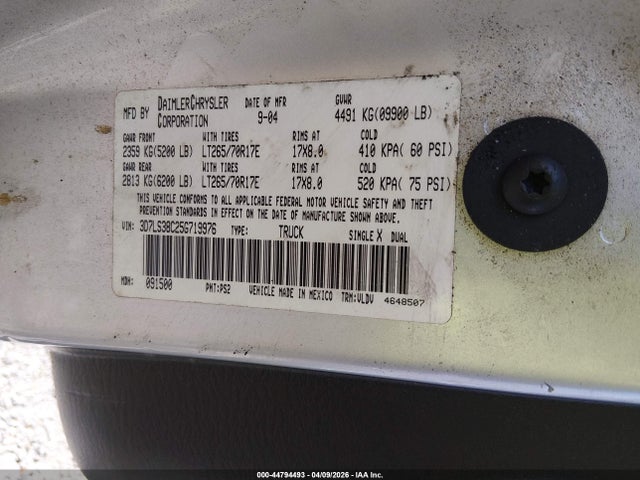 MFD BY DAIMLERCHRYSLER CORPORATION DATE OF MFR 9-04 GVWR 4491 KG(09900 LB)
GAWR FRONT WITH TIRES RIMS AT COLD
2359 KG(5200 LB) LT265/70R17E 17X8.0 410 KPA( 60 PSI)
GAWR REAR WITH TIRES RIMS AT COLD
2813 KG(6200 LB) LT265/70R17E 17X8.0 520 KPA( 75 PSI)
THIS VEHICLE CONFORMS TO ALL APPLICABLE FEDERAL MOTOR VEHICLE SAFETY AND THEFT
PREVENTION STANDARDS IN EFFECT ON THE DATE OF MANUFACTURE SHOWN ABOVE.
VIN: 3D7LS38C25G719976 TYPE: TRUCK SINGLE X DUAL
MDH: 091500 PNT:PS2 VEHICLE MADE IN MEXICO TRM:VLDV 4648507
000-44794493 - 04/09/2026 - IAA Inc.